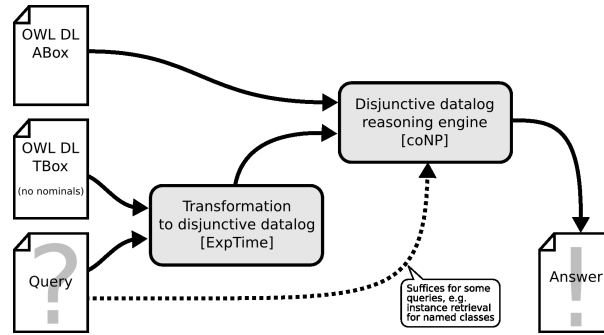 OWL DL
ABox
OWL DL
TBox
(no nominals)
?
Query
Transformation
to disjunctive datalog
[ExpTime]
Disjunctive datalog
reasoning engine
[coNP]
Suffices for some
queries, e.g.
instance retrieval
for named classes
!
Answer